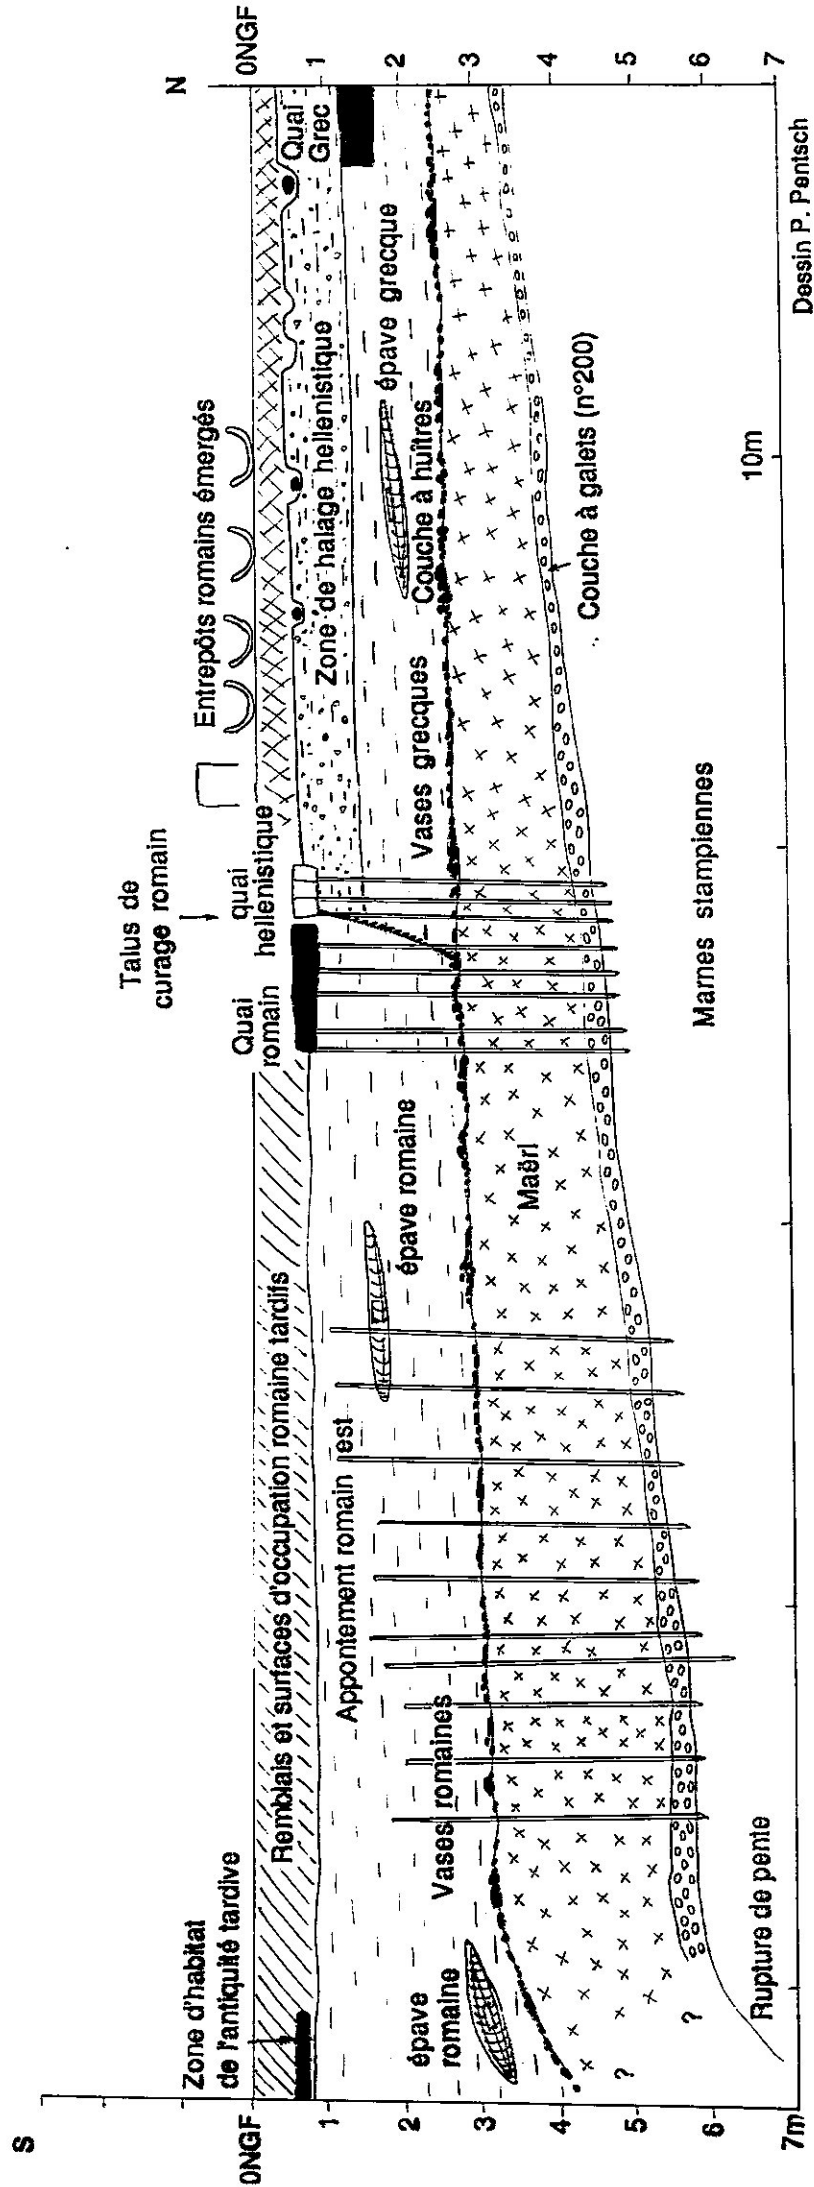 S
N
0NGF
1
2
3
4
5
6
7m
0NGF
1
2
3
4
5
6
7
Zone d'habitat
de l'antiquité tardive
Remblais et surfaces d'occupation romaine tardifs
Talus de
curage romain
Quai
romain
quai
hellenistique
Entrepôts romains émergés
Zone de halage hellenistique
Quai
Grec
Appontement romain est
épave romaine
épave grecque
Vases grecques
Couche à huîtres
Vases romaines
épave
romaine
Maërl
Couche à galets (n°200)
Marnes stampiennes
Rupture de pente
?
?
10m
Dessin P. Pentsch